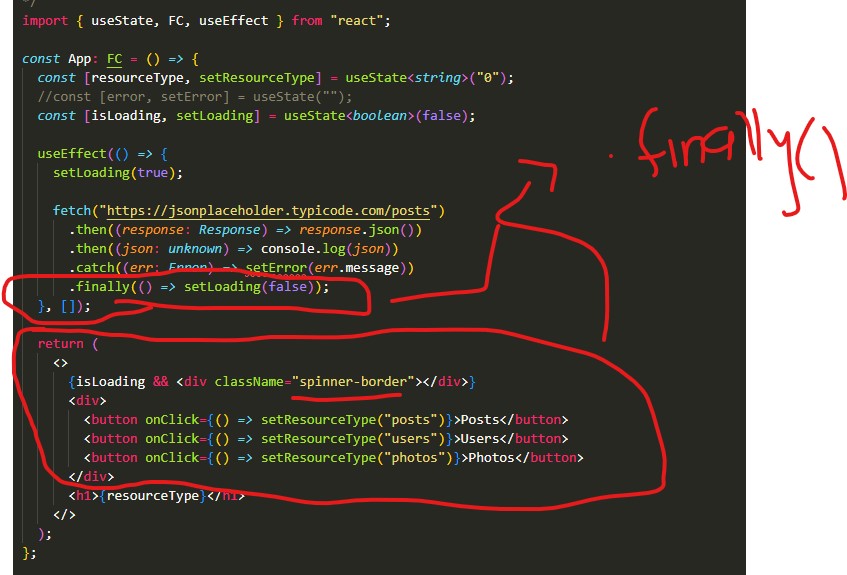 */
import { useState, FC, useEffect } from "react";
const App: FC = () => {
const [resourceType, setResourceType] = useState<string>("0");
//const [error, setError] = useState("");
const [isLoading, setLoading] = useState<boolean>(false);
useEffect(() => {
setLoading(true);
fetch("https://jsonplaceholder.typicode.com/posts")
.then((response: Response) => response.json())
.then((json: unknown) => console.log(json))
.catch((err: Error) => setError(err.message))
.finally(() => setLoading(false));
}, []);
return (
<>
{isLoading && <div className="spinner-border"></div>}
<div>
<button onClick={() => setResourceType("posts")}>Posts</button>
<button onClick={() => setResourceType("users")}>Users</button>
<button onClick={() => setResourceType("photos")}>Photos</button>
</div>
<h1>{resourceType}</h1>
</>
);
};
.finally()